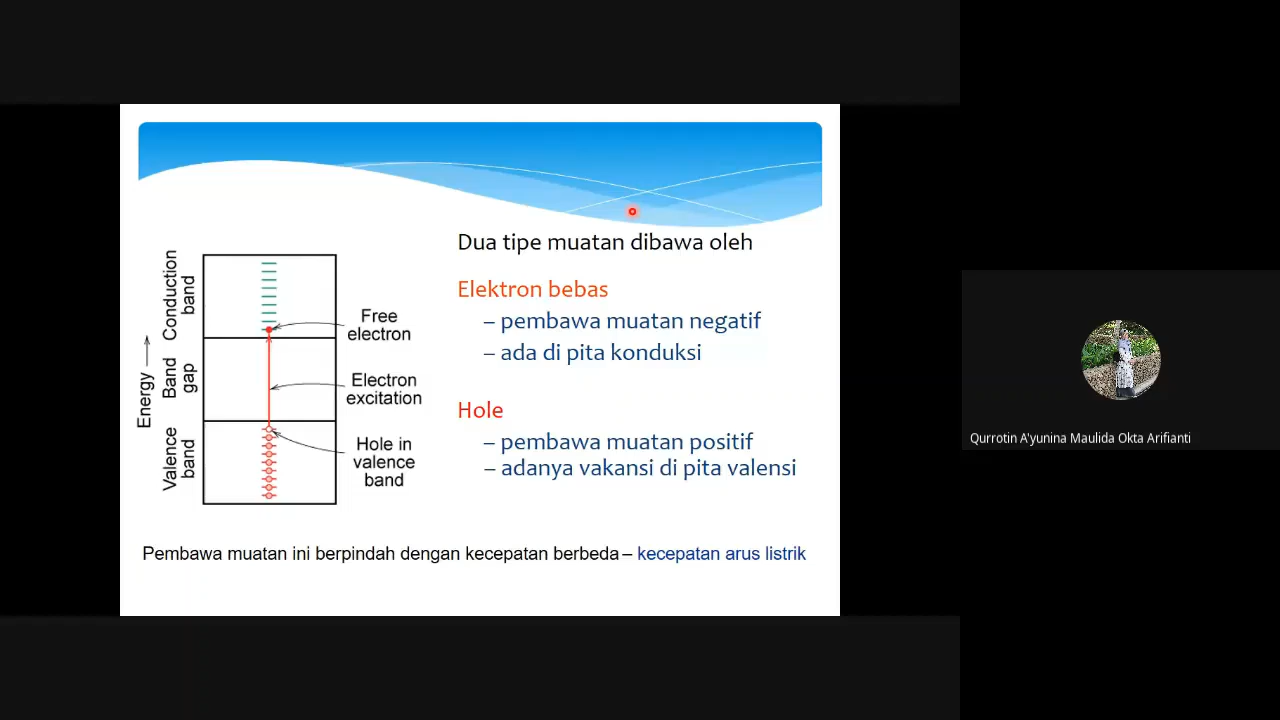 Dua tipe muatan dibawa oleh
Elektron bebas
– pembawa muatan negatif
– ada di pita konduksi
Hole
– pembawa muatan positif
– adanya vakansi di pita valensi
Energy
Conduction
band
Band
gap
Valence
band
Free
electron
Electron
excitation
Hole in
valence
band
Pembawa muatan ini berpindah dengan kecepatan berbeda – kecepatan arus listrik
Qurrotin A'yunina Maulida Okta Arifianti